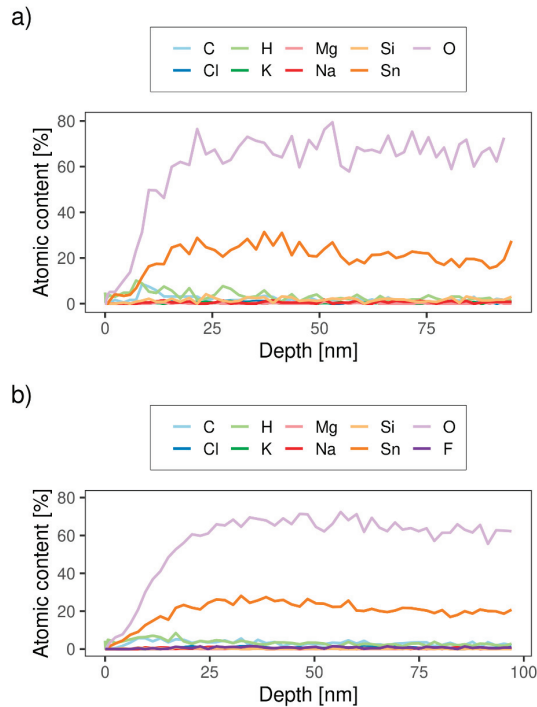 a)
C H Mg Si O
Cl K Na Sn
Atomic content [%]
80
60
40
20
0
0 25 50 75
Depth [nm]
b)
C H Mg Si O
Cl K Na Sn F
Atomic content [%]
80
60
40
20
0
0 25 50 75 100
Depth [nm]